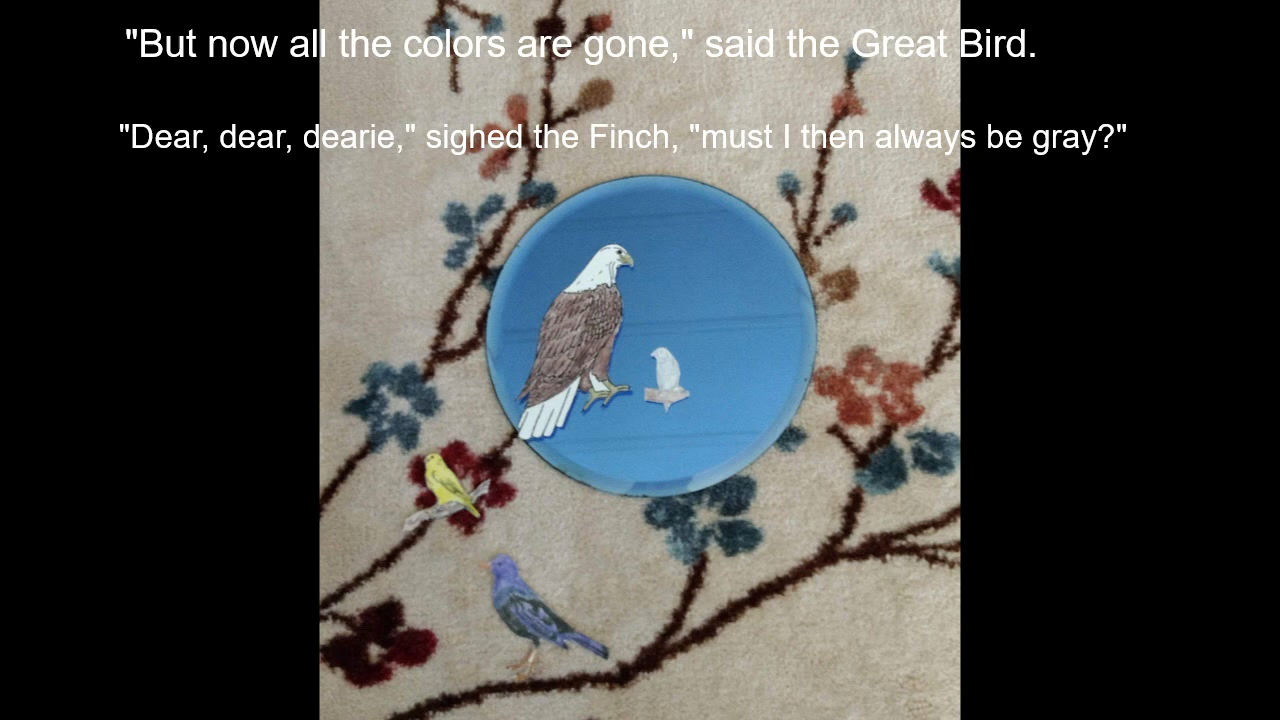 "But now all the colors are gone," said the Great Bird.
"Dear, dear, dearie," sighed the Finch, "must I then always be gray?"